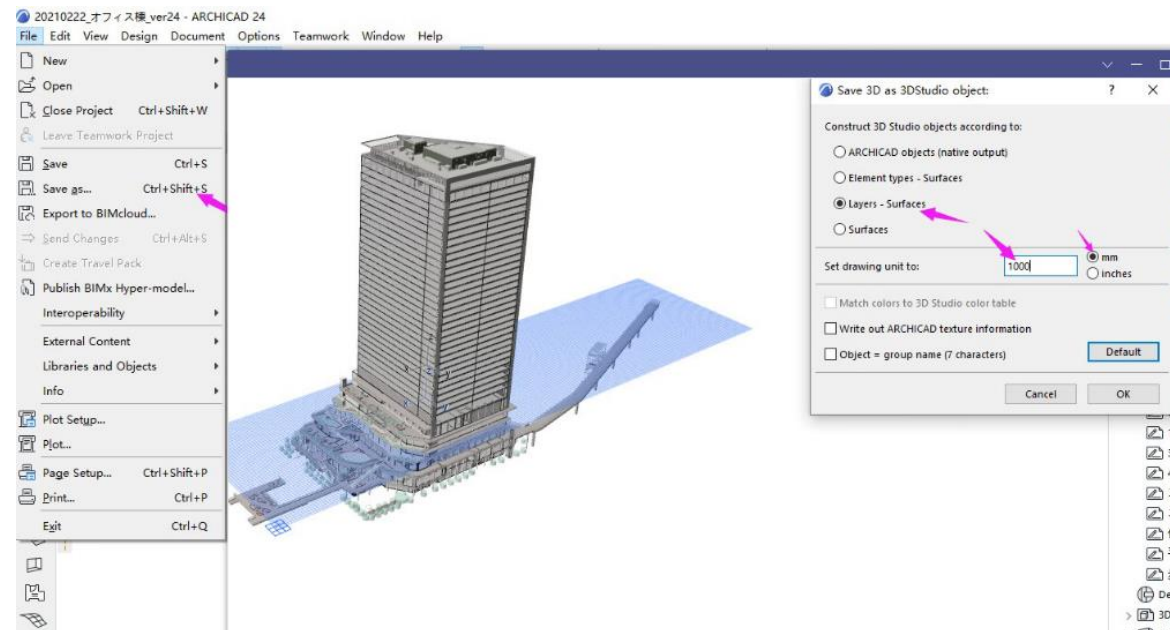 20210222_オフィス棟_ver24 - ARCHICAD 24
File Edit View Design Document Options Teamwork Window Help
New
Open
Close Project Ctrl+Shift+W
Leave Teamwork Project
Save Ctrl+S
Save as... Ctrl+Shift+S
Export to BIMcloud...
Send Changes Ctrl+Alt+S
Create Travel Pack
Publish BIMx Hyper-model...
Interoperability
External Content
Libraries and Objects
Info
Plot Setup...
Plot...
Page Setup... Ctrl+Shift+P
Print... Ctrl+P
Exit Ctrl+Q
Save 3D as 3DStudio object: ?
Construct 3D Studio objects according to:
ARCHICAD objects (native output)
Element types - Surfaces
Layers - Surfaces
Surfaces
Set drawing unit to: 1000 mm
inches
Match colors to 3D Studio color table
Write out ARCHICAD texture information
Object = group name (7 characters)
Default
Cancel OK
De
3D